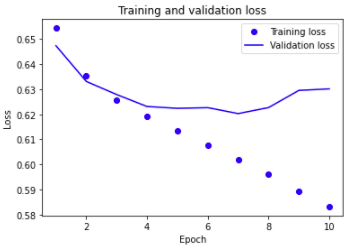 Training and validation loss
Training loss
Validation loss
0.65
0.64
0.63
0.62
0.61
0.60
0.59
0.58
Loss
2 4 6 8 10
Epoch